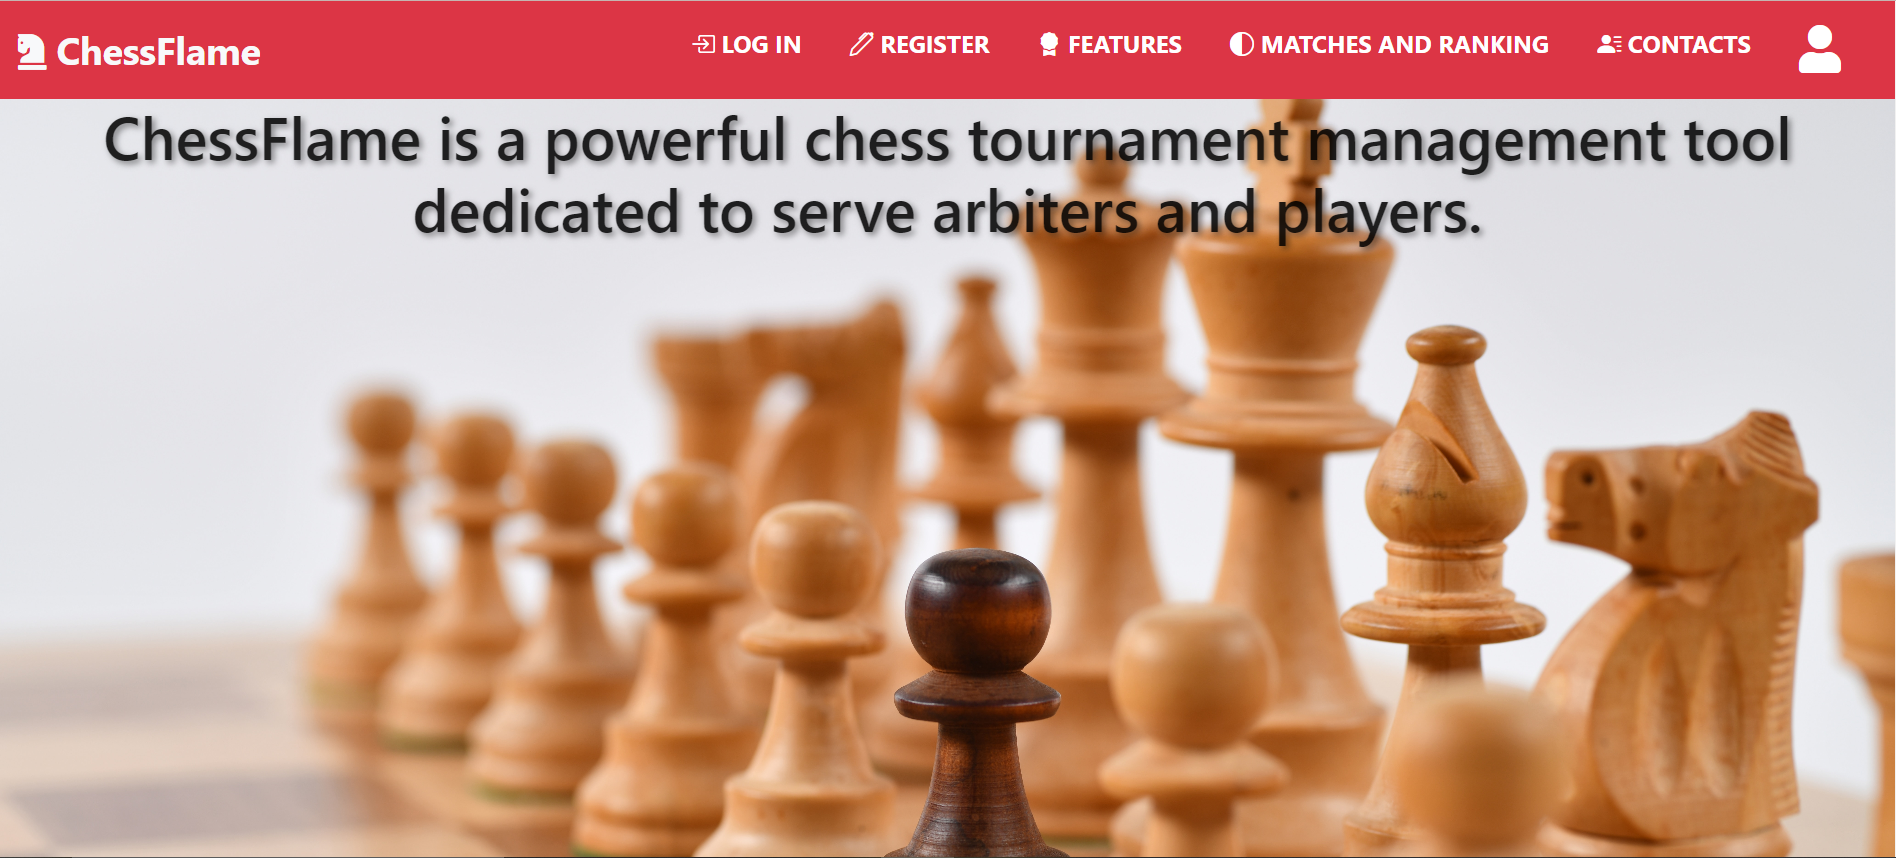 ChessFlame
LOG IN
REGISTER
FEATURES
MATCHES AND RANKING
CONTACTS
ChessFlame is a powerful chess tournament management tool
dedicated to serve arbiters and players.